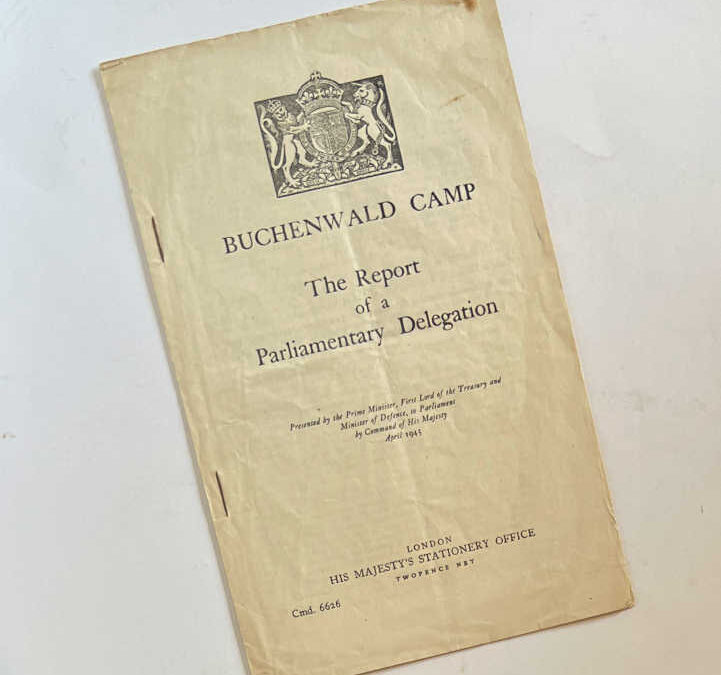 BUCHENWALD CAMP
The Report
of a
Parliamentary Delegation
Presented by the Prime Minister, First Lord of the Treasury and
Minister of Defence, to Parliament
by Command of His Majesty
April 1945
LONDON
HIS MAJESTY'S STATIONERY OFFICE
TWOPENCE NET
Cmd. 6626